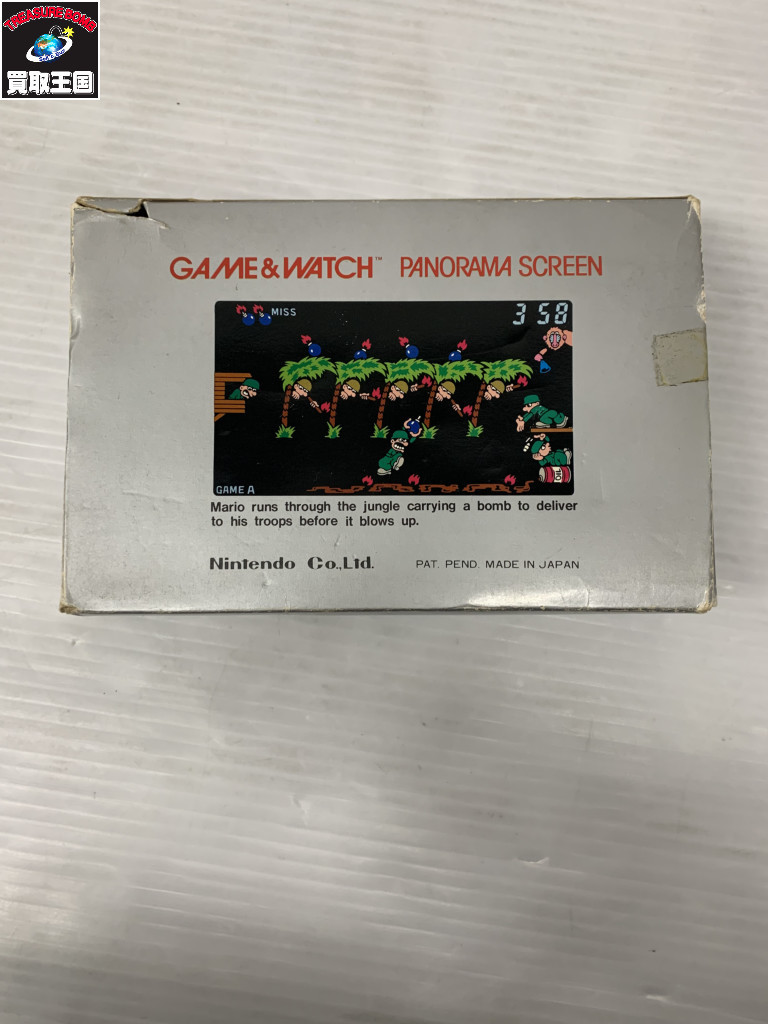 TREASURE BOMB
買取王国
GAME & WATCH™ PANORAMA SCREEN
MISS
3 58
OIL
GAME A
Mario runs through the jungle carrying a bomb to deliver
to his troops before it blows up.
Nintendo Co.,Ltd. PAT. PEND. MADE IN JAPAN